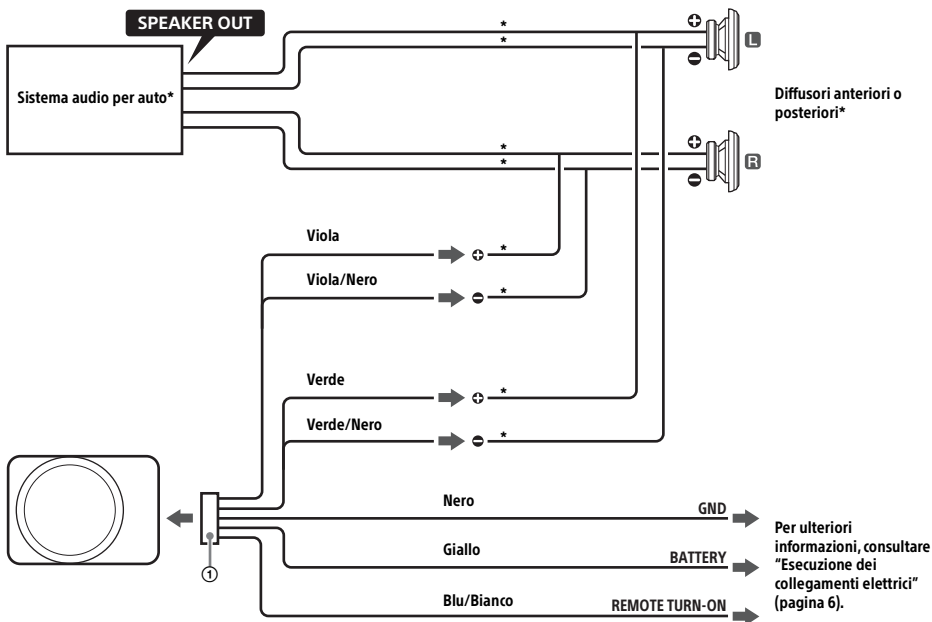 SPEAKER OUT
*
*
L
Sistema audio per auto*
Diffusori anteriori o
posteriori*
*
*
R
Viola
*
Viola/Nero
*
Verde
*
Verde/Nero
*
Nero
GND
Giallo
BATTERY
Blu/Bianco
REMOTE TURN-ON
Per ulteriori
informazioni, consultare
“Esecuzione dei
collegamenti elettrici”
(pagina 6).
①